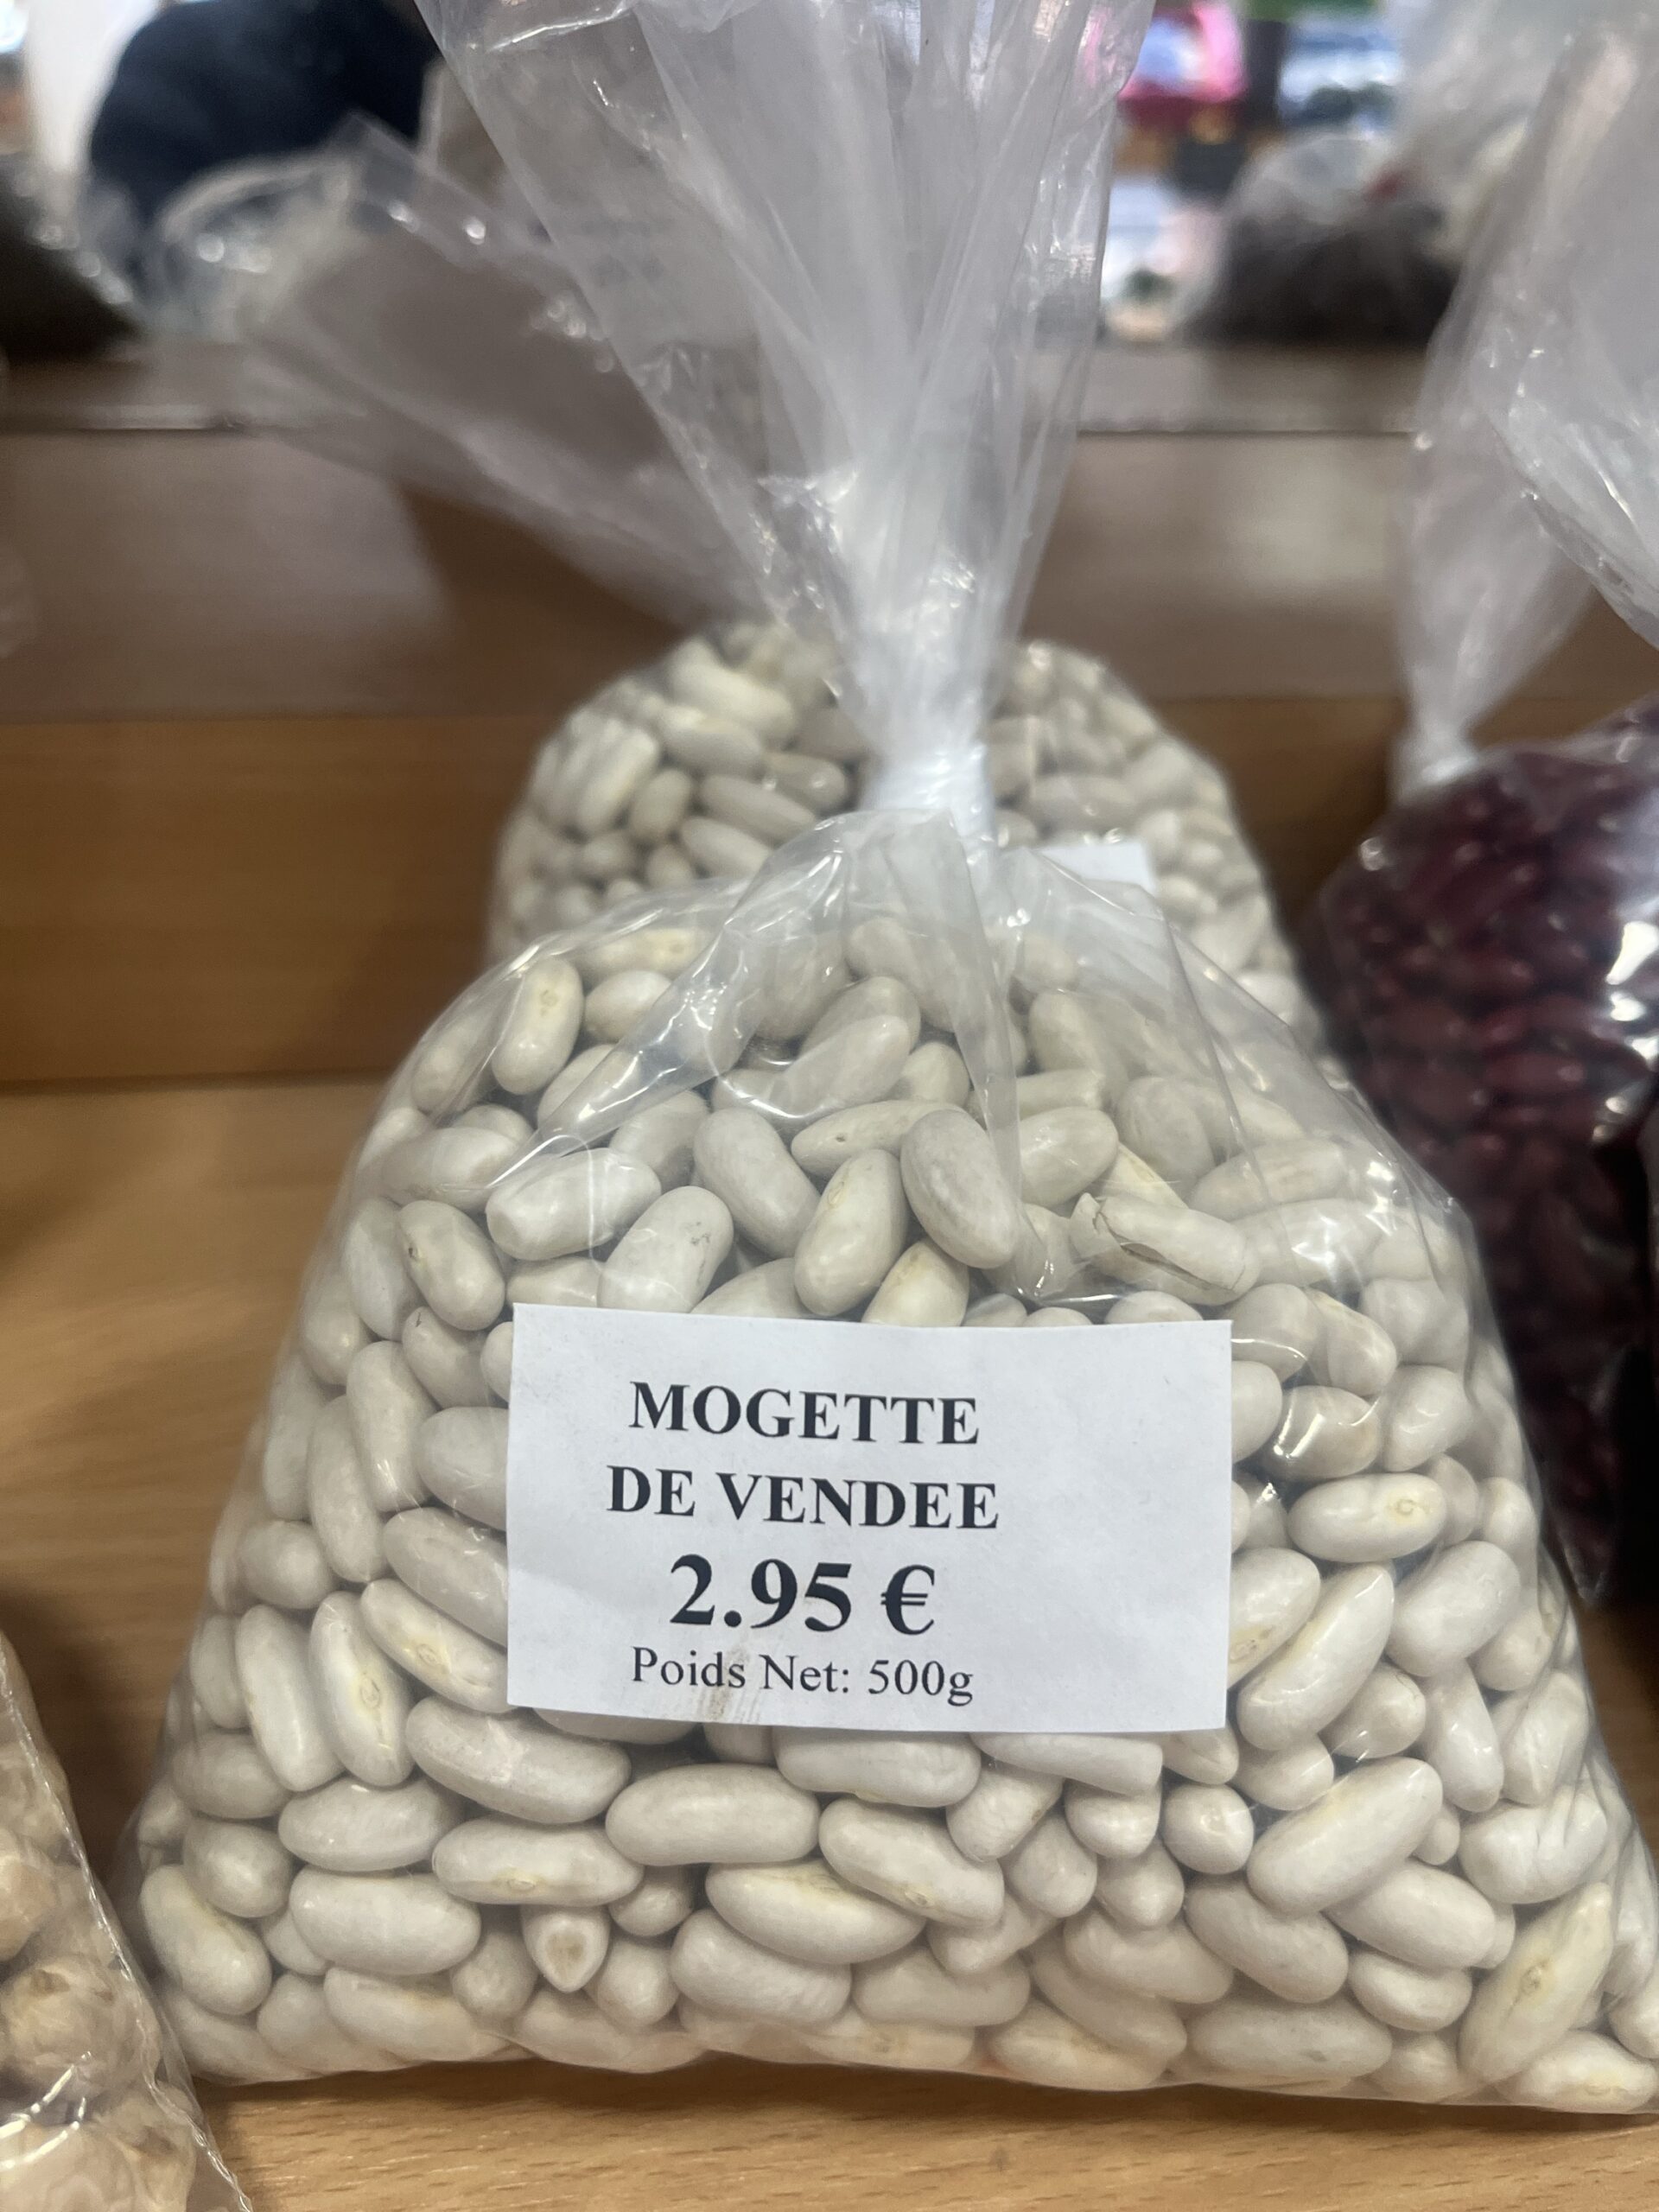 MOGETTE
DE VENDEE
2.95 €
Poids Net: 500g